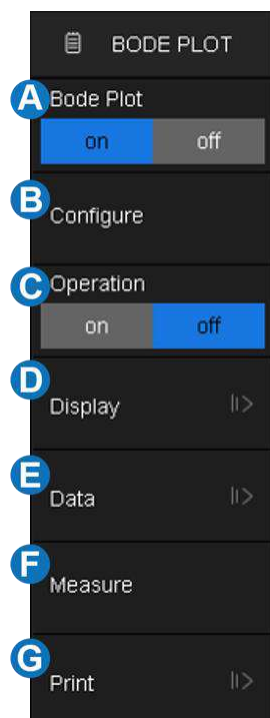 BODE PLOT
A Bode Plot
on off
B
Configure
C Operation
on off
D
Display
E
Data
F
Measure
G
Print